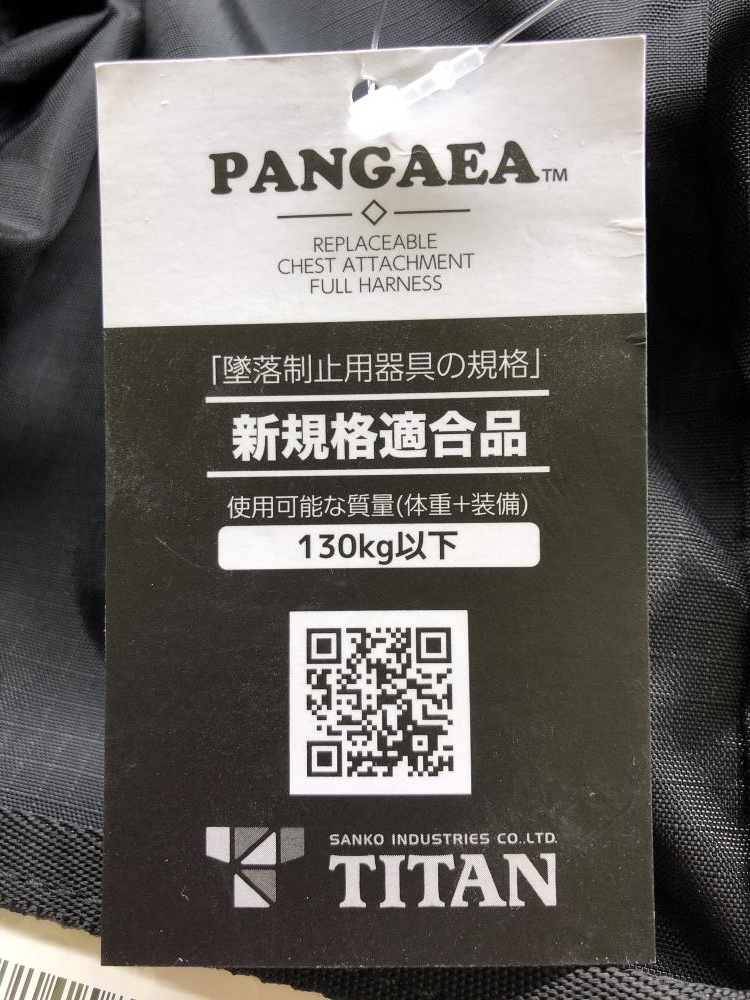 PANGAEA™
REPLACEABLE
CHEST ATTACHMENT
FULL HARNESS
「墜落制止用器具の規格」
新規格適合品
使用可能な質量(体重+装備)
130kg以下
SANKO INDUSTRIES CO.,LTD.
TITAN